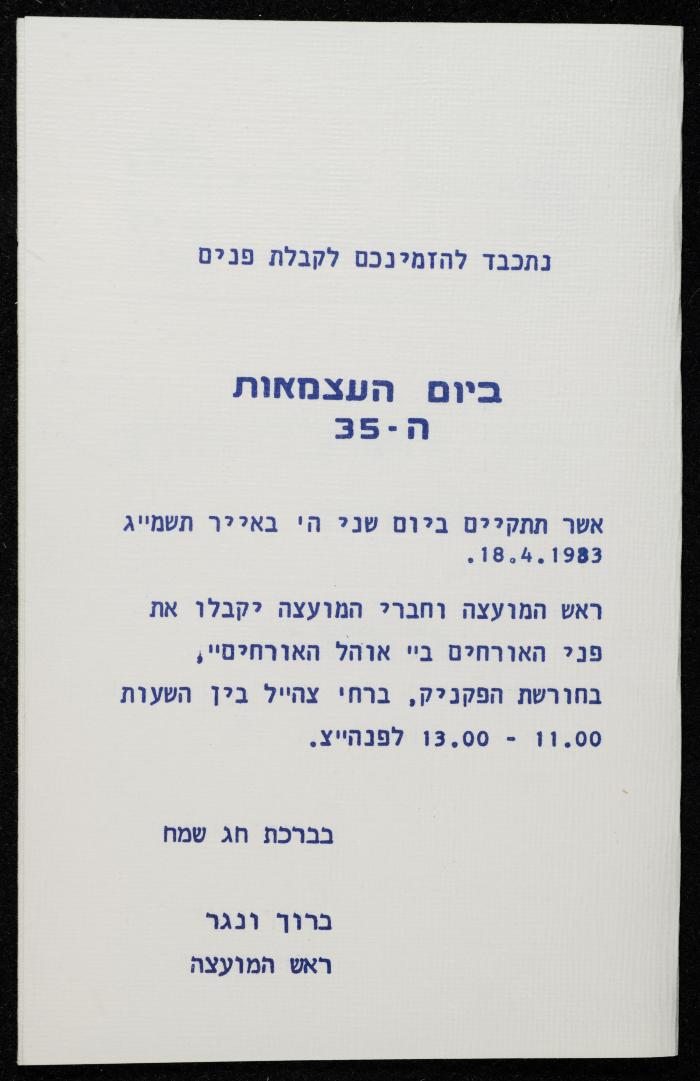 נתכבד להזמינכם לקבלת פנים
ביום העצמאות
ה-35
אשר תתקיים ביום שני ה' באייר תשמ״ג
18.4.1983.
ראש המועצה וחברי המועצה יקבלו את
פני האורחים ב״ אוהל האורחים״,
בחורשת הפקניק, ברח׳ צה״ל בין השעות
11.00 - 13.00 לפנה״צ.
בברכת חג שמח
ברוך ונגר
ראש המועצה